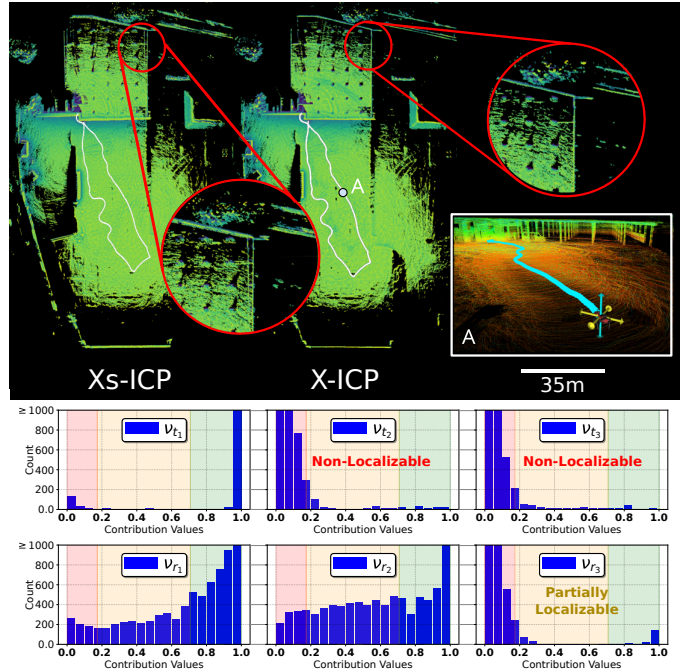 A
A
Xs-ICP
X-ICP
35m
≥ 1000
800
600
400
200
0.0
Count
ν_t₁
0.0 0.2 0.4 0.6 0.8 1.0
Contribution Values
ν_t₂
Non-Localizable
0.0 0.2 0.4 0.6 0.8 1.0
Contribution Values
ν_t₃
Non-Localizable
0.0 0.2 0.4 0.6 0.8 1.0
Contribution Values
≥ 1000
800
600
400
200
0
Count
ν_r₁
0.0 0.2 0.4 0.6 0.8 1.0
Contribution Values
ν_r₂
0.0 0.2 0.4 0.6 0.8 1.0
Contribution Values
ν_r₃
Partially
Localizable
0.0 0.2 0.4 0.6 0.8 1.0
Contribution Values